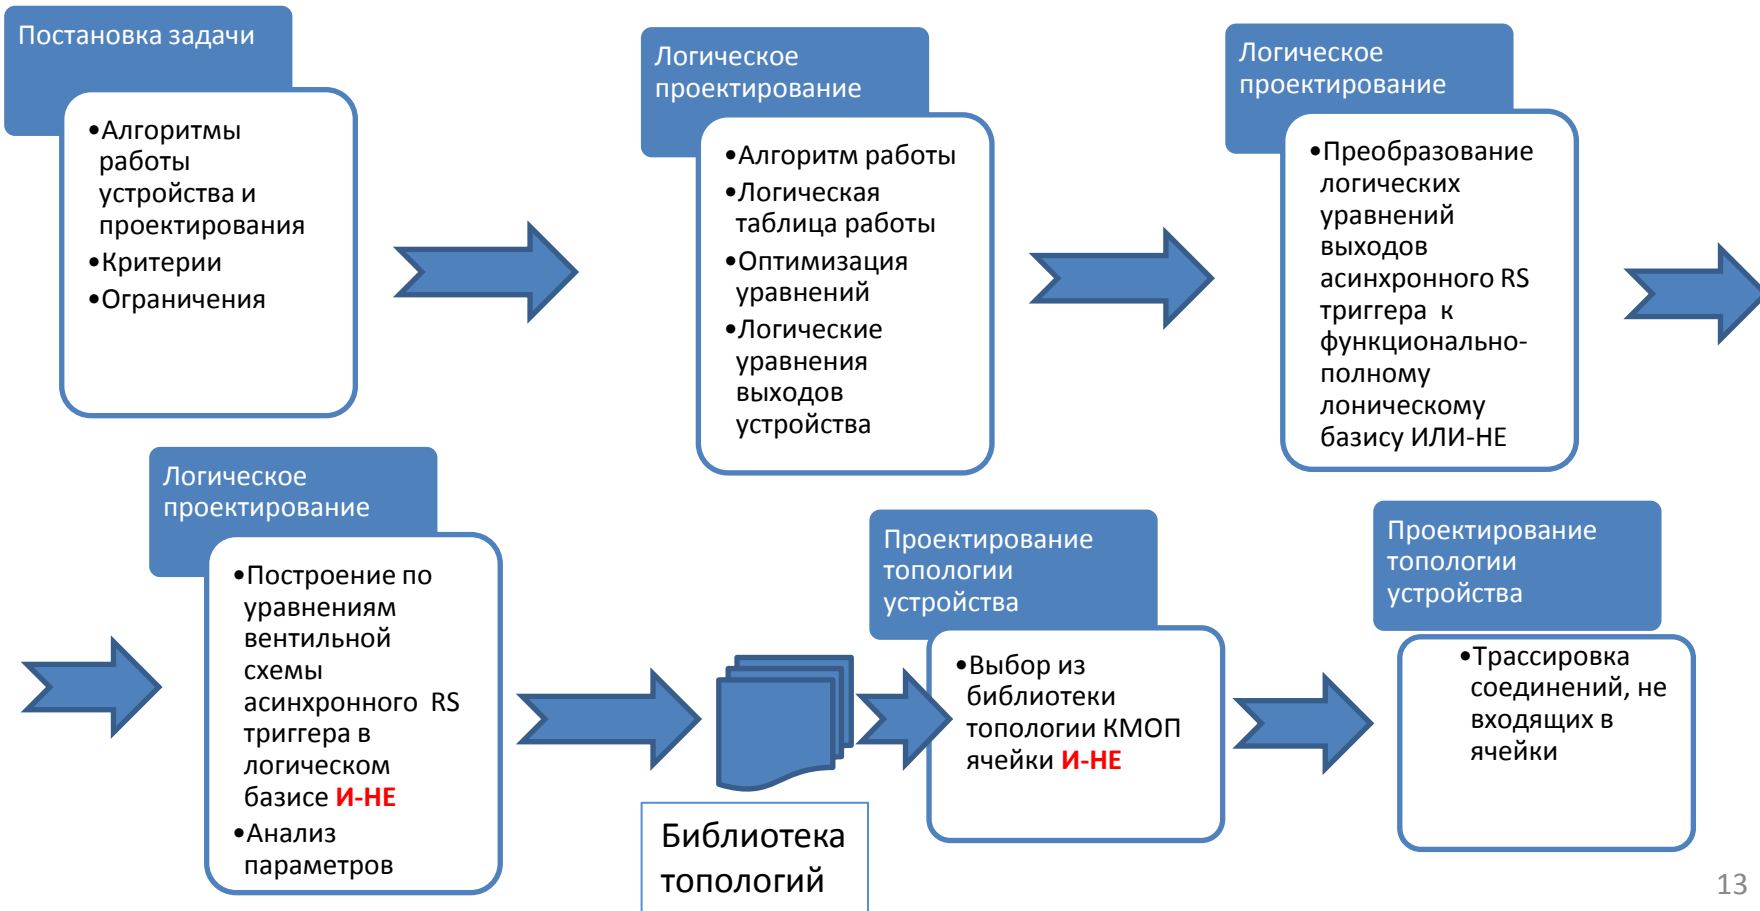 Постановка задачи
•Алгоритмы
работы
устройства и
проектирования
•Критерии
•Ограничения
Логическое
проектирование
•Алгоритм работы
•Логическая
таблица работы
•Оптимизация
уравнений
•Логические
уравнения
выходов
устройства
Логическое
проектирование
•Преобразование
логических
уравнений
выходов
асинхронного RS
триггера к
функционально-
полному
лоническому
базису ИЛИ-НЕ
Логическое
проектирование
•Построение по
уравнениям
вентильной
схемы
асинхронного RS
триггера в
логическом
базисе И-НЕ
•Анализ
параметров
Библиотека
топологий
Проектирование
топологии
устройства
•Выбор из
библиотеки
топологии КМОП
ячейки И-НЕ
Проектирование
топологии
устройства
•Трассировка
соединений, не
входящих в
ячейки
13